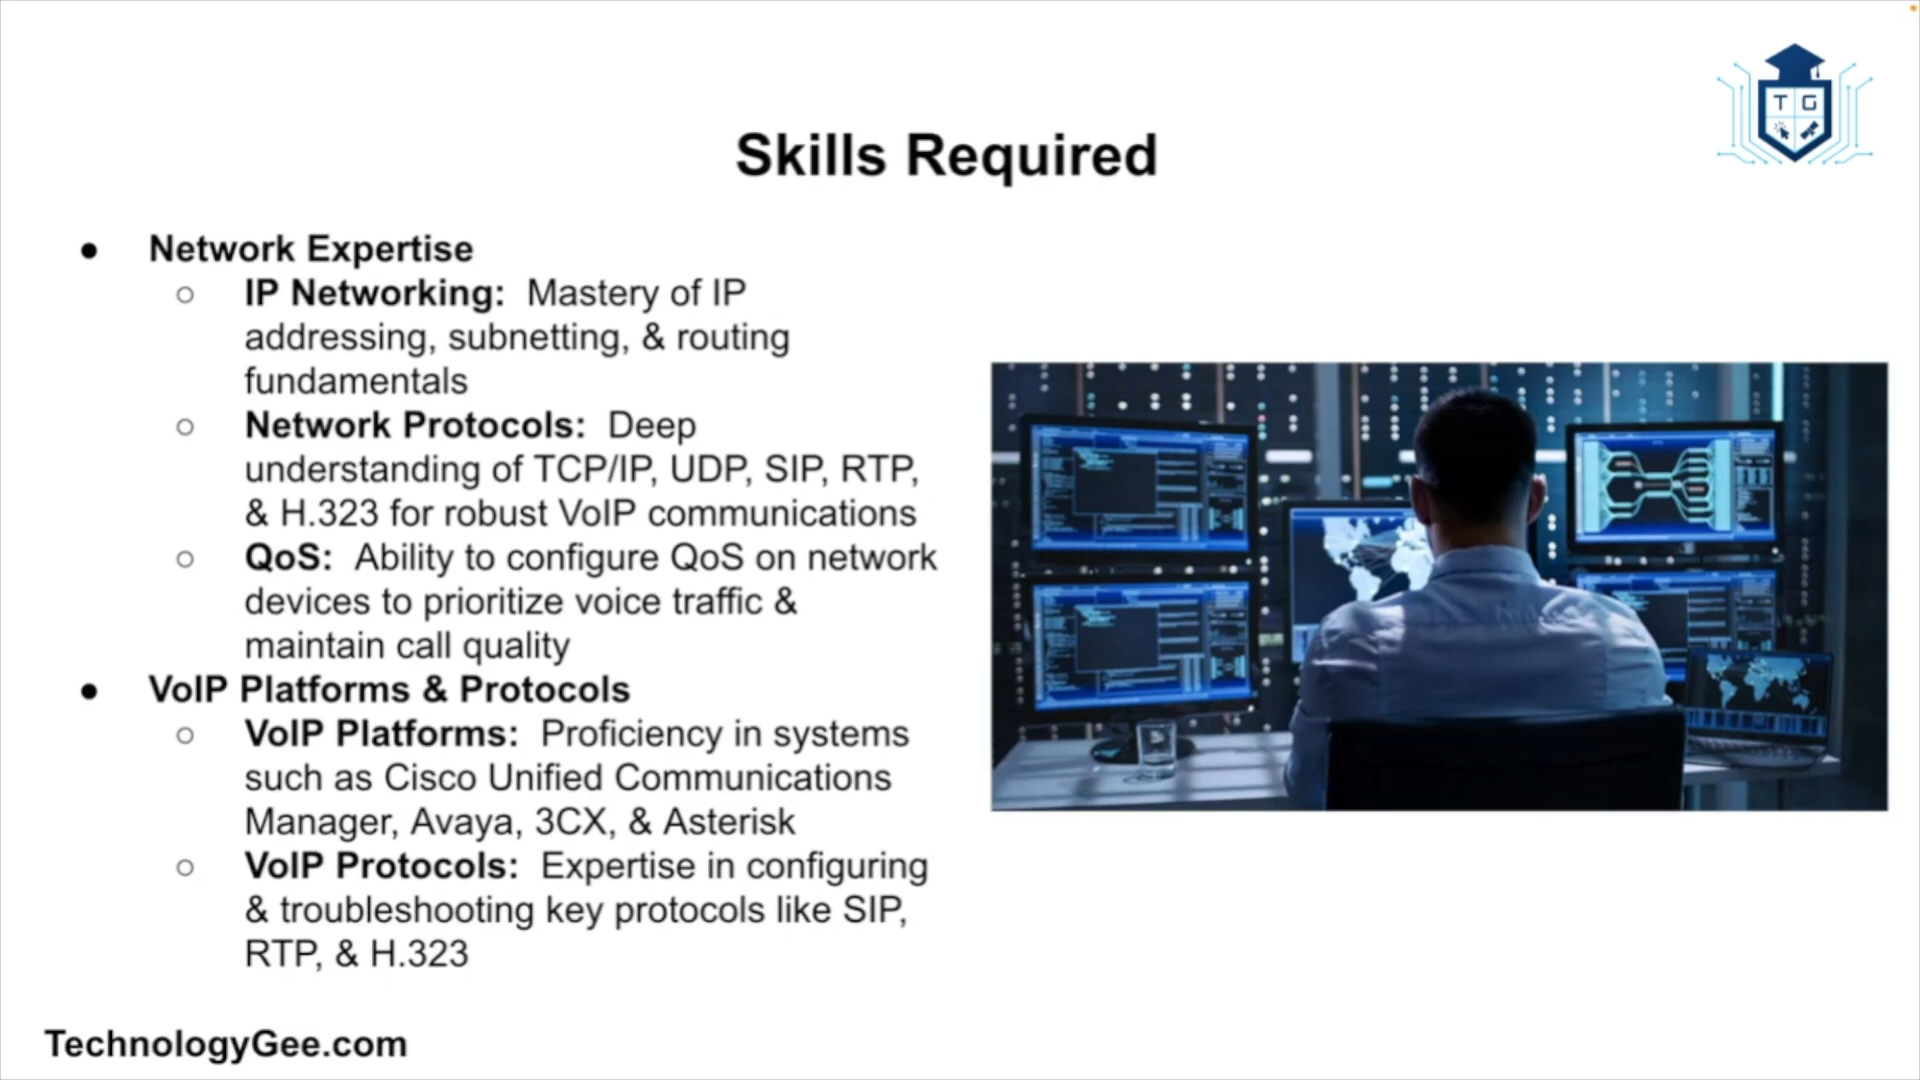 T G
Skills Required
● Network Expertise
○ IP Networking: Mastery of IP
addressing, subnetting, & routing
fundamentals
○ Network Protocols: Deep
understanding of TCP/IP, UDP, SIP, RTP,
& H.323 for robust VoIP communications
○ QoS: Ability to configure QoS on network
devices to prioritize voice traffic &
maintain call quality
● VoIP Platforms & Protocols
○ VoIP Platforms: Proficiency in systems
such as Cisco Unified Communications
Manager, Avaya, 3CX, & Asterisk
○ VoIP Protocols: Expertise in configuring
& troubleshooting key protocols like SIP,
RTP, & H.323
TechnologyGee.com